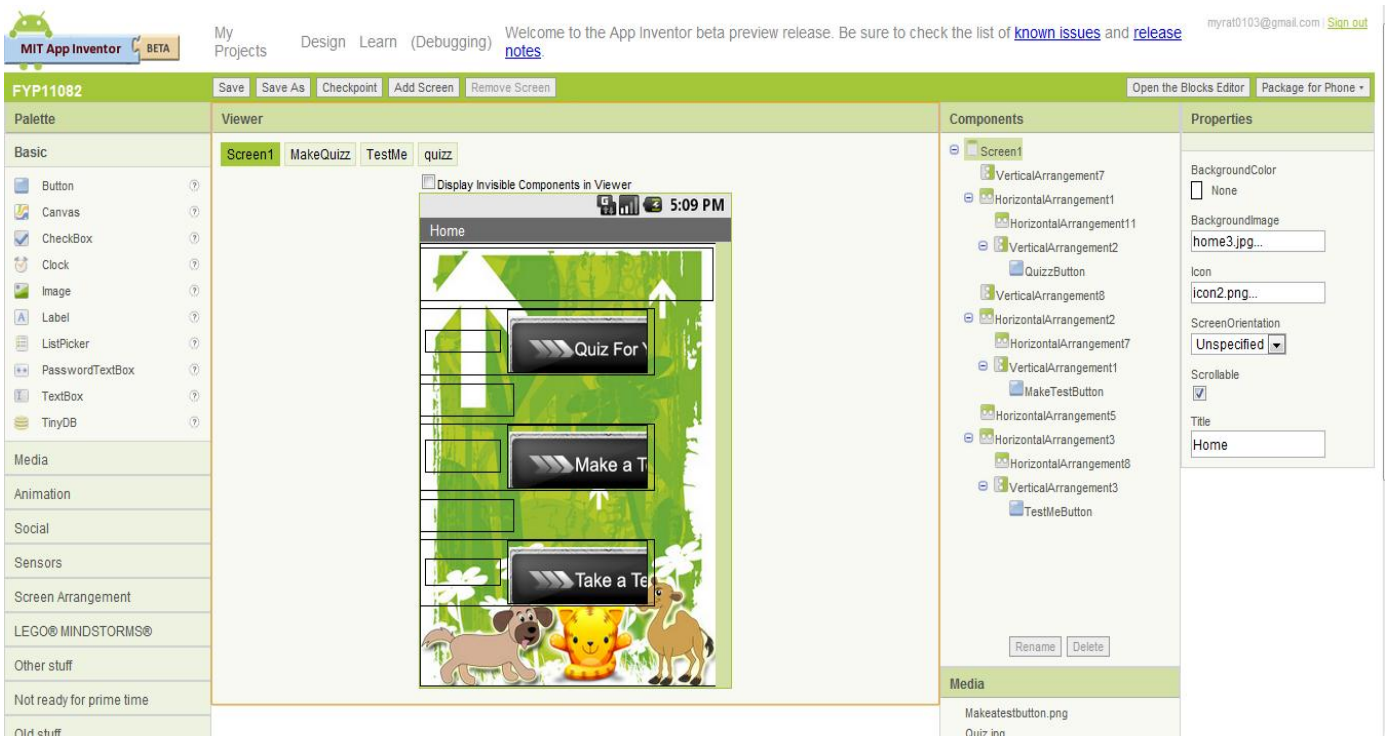 MIT App Inventor BETA
My Projects
Design Learn (Debugging)
Welcome to the App Inventor beta preview release. Be sure to check the list of known issues and release
notes.
myrat0103@gmail.com | Sign out
FYP11082
Save Save As Checkpoint Add Screen Remove Screen
Open the Blocks Editor Package for Phone
Palette
Basic
Button
Canvas
CheckBox
Clock
Image
Label
ListPicker
PasswordTextBox
TextBox
TinyDB
Media
Animation
Social
Sensors
Screen Arrangement
LEGO® MINDSTORMS®
Other stuff
Not ready for prime time
Old stuff
Viewer
Screen1 MakeQuizz TestMe quizz
Display Invisible Components in Viewer
5:09 PM
Home
Quiz For Y
Make a Te
Take a Te
Components
Screen1
VerticalArrangement7
HorizontalArrangement1
HorizontalArrangement11
VerticalArrangement2
QuizzButton
VerticalArrangement8
HorizontalArrangement2
HorizontalArrangement7
VerticalArrangement1
MakeTestButton
HorizontalArrangement5
HorizontalArrangement3
HorizontalArrangement8
VerticalArrangement3
TestMeButton
Rename Delete
Media
Makeatestbutton.png
Quiz.jpg
Properties
BackgroundColor
None
BackgroundImage
home3.jpg...
Icon
icon2.png...
ScreenOrientation
Unspecified
Scrollable
Title
Home